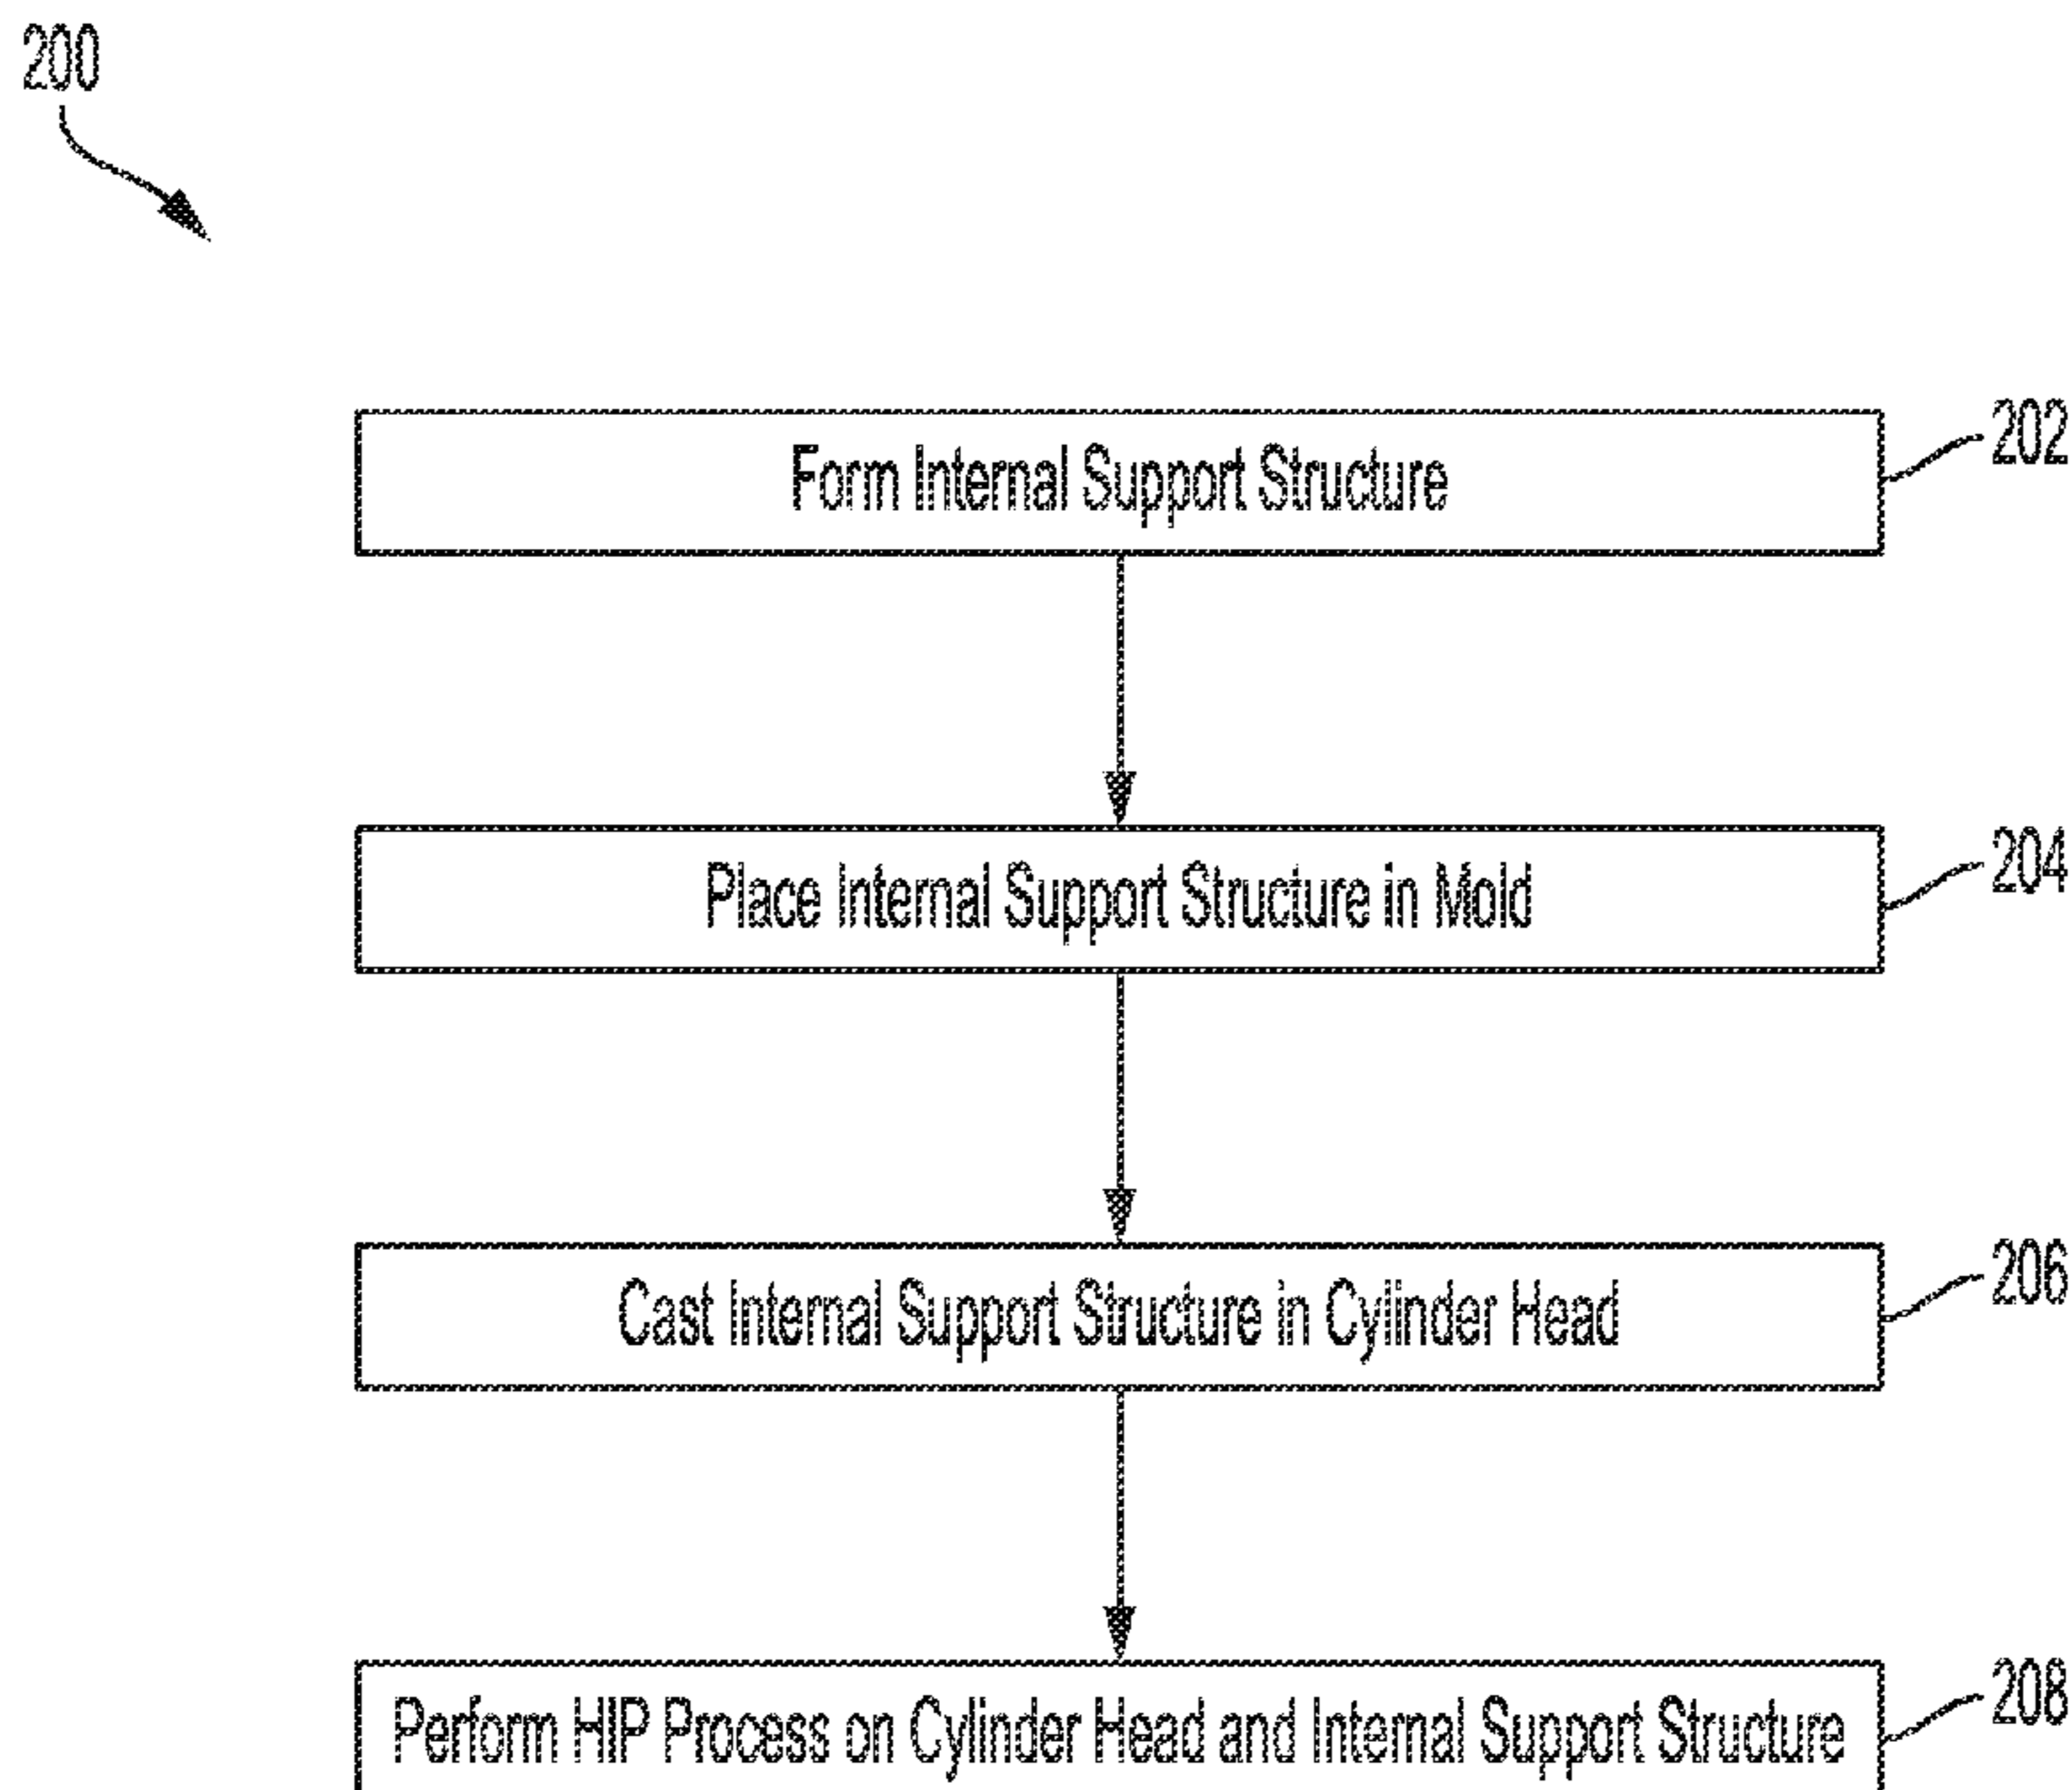 200
Form Internal Support Structure
202
Place Internal Support Structure in Mold
204
Cast Internal Support Structure in Cylinder Head
206
Perform HIP Process on Cylinder Head and Internal Support Structure
208